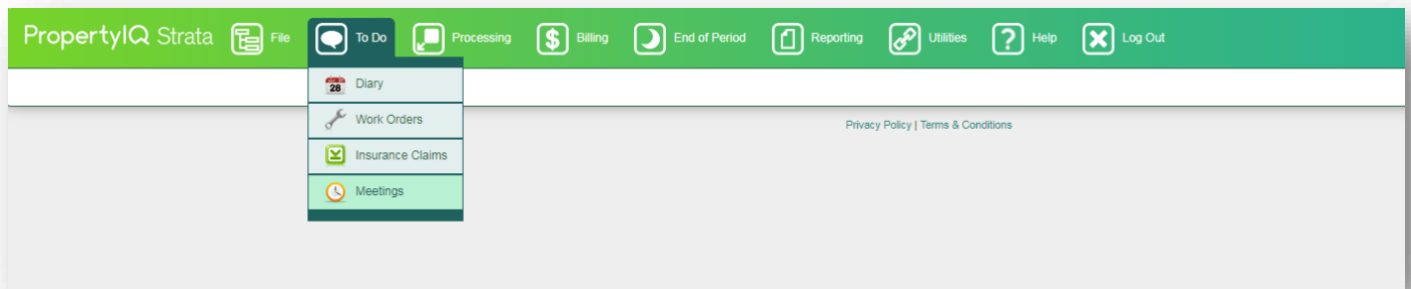 PropertyIQ Strata File To Do Processing Billing End of Period Reporting Utilities ? Help Log Out
28 Diary
Work Orders
Insurance Claims
Meetings
Privacy Policy | Terms & Conditions